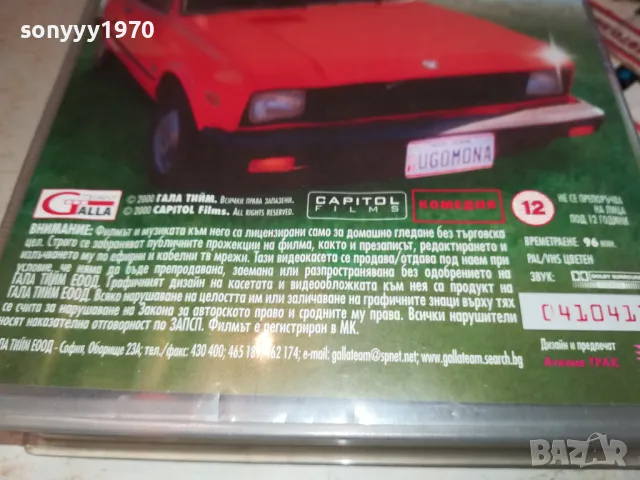 sonyyy1970
UGOMONA
GALLA
© 2000 ГАЛА ТИЙМ. Всички права запазени.
© 2000 CAPITOL Films. All rights reserved.
CAPITOL
FILMS
КОМЕДИЯ
12
НЕ СЕ ПРЕПОРЪЧВА
НА ЛИЦА
ПОД 12 ГОДИНИ
ВНИМАНИЕ: Филмът и музиката към него са лицензирани само за домашно гледане без търговска
цел. Строго се забраняват публичните прожекции на филма, както и презаписът, редактирането и
излъчването му по ефирни и кабелни тв мрежи. Тази видеокасета се продава/отдава под наем при
условие, че няма да бъде препродавана, заемана или разпространявана без одобрението на
ГАЛА ТИЙМ ЕООД. Графичният дизайн на касетата и видеообложката към нея са продукт на
ГАЛА ТИЙМ ЕООД. Всяко нарушаване на целостта им или заличаване на графичните знаци върху тях
се счита за нарушаване на Закона за авторското право и сродните му права. Всички нарушители
носят наказателна отговорност по ЗАПСП. Филмът е регистриран в МК.
ВРЕМЕТРАЕНЕ. 96 мин.
PAL/VHS ЦВЕТЕН
ЗВУК:
041041
Дизайн и предпечат
ТРАК
ЛА ТИЙМ ЕООД - София, Оборище 23А; тел./факс: 430 400; 465 189; 462 174; e-mail: gallateam@spnet.net; www.gallateam.search.bg
BAZAR